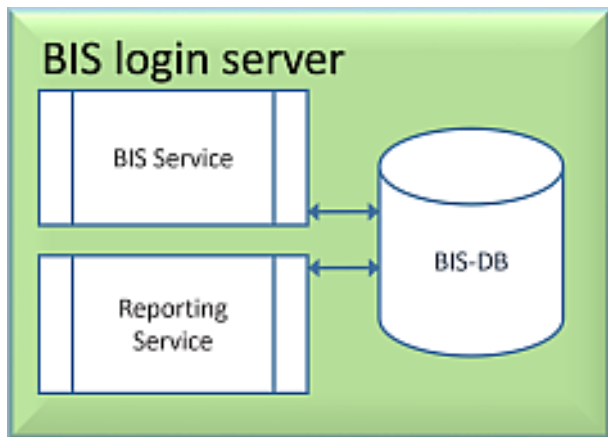 BIS login server
BIS Service
BIS-DB
Reporting
Service